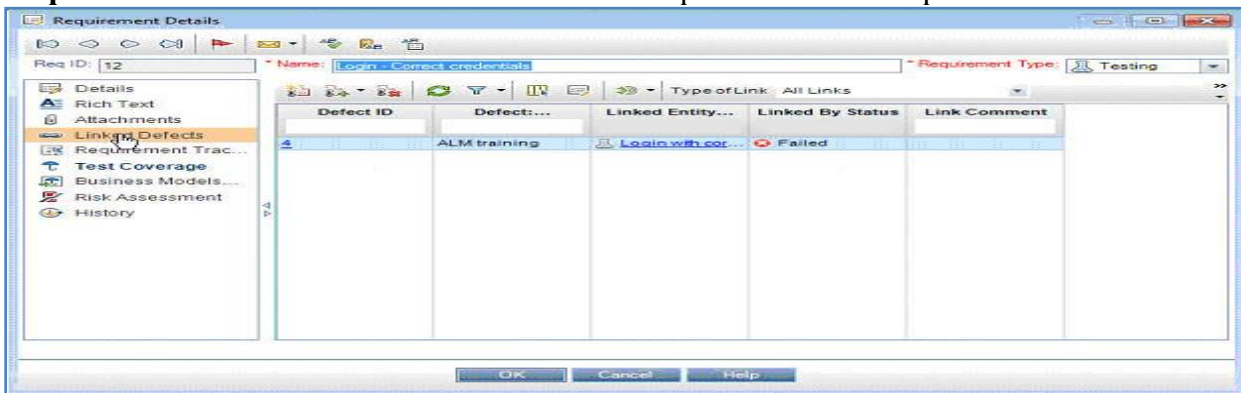 Requirement Details
Req ID: 12 * Name: Login - Correct credentials * Requirement Type: Testing
Details
Rich Text
Attachments
Linked Defects
Requirement Trac...
Test Coverage
Business Models...
Risk Assessment
History
Type of Link All Links
Defect ID Defect:... Linked Entity... Linked By Status Link Comment
4 ALM training Login with cor... Failed
OK Cancel Help